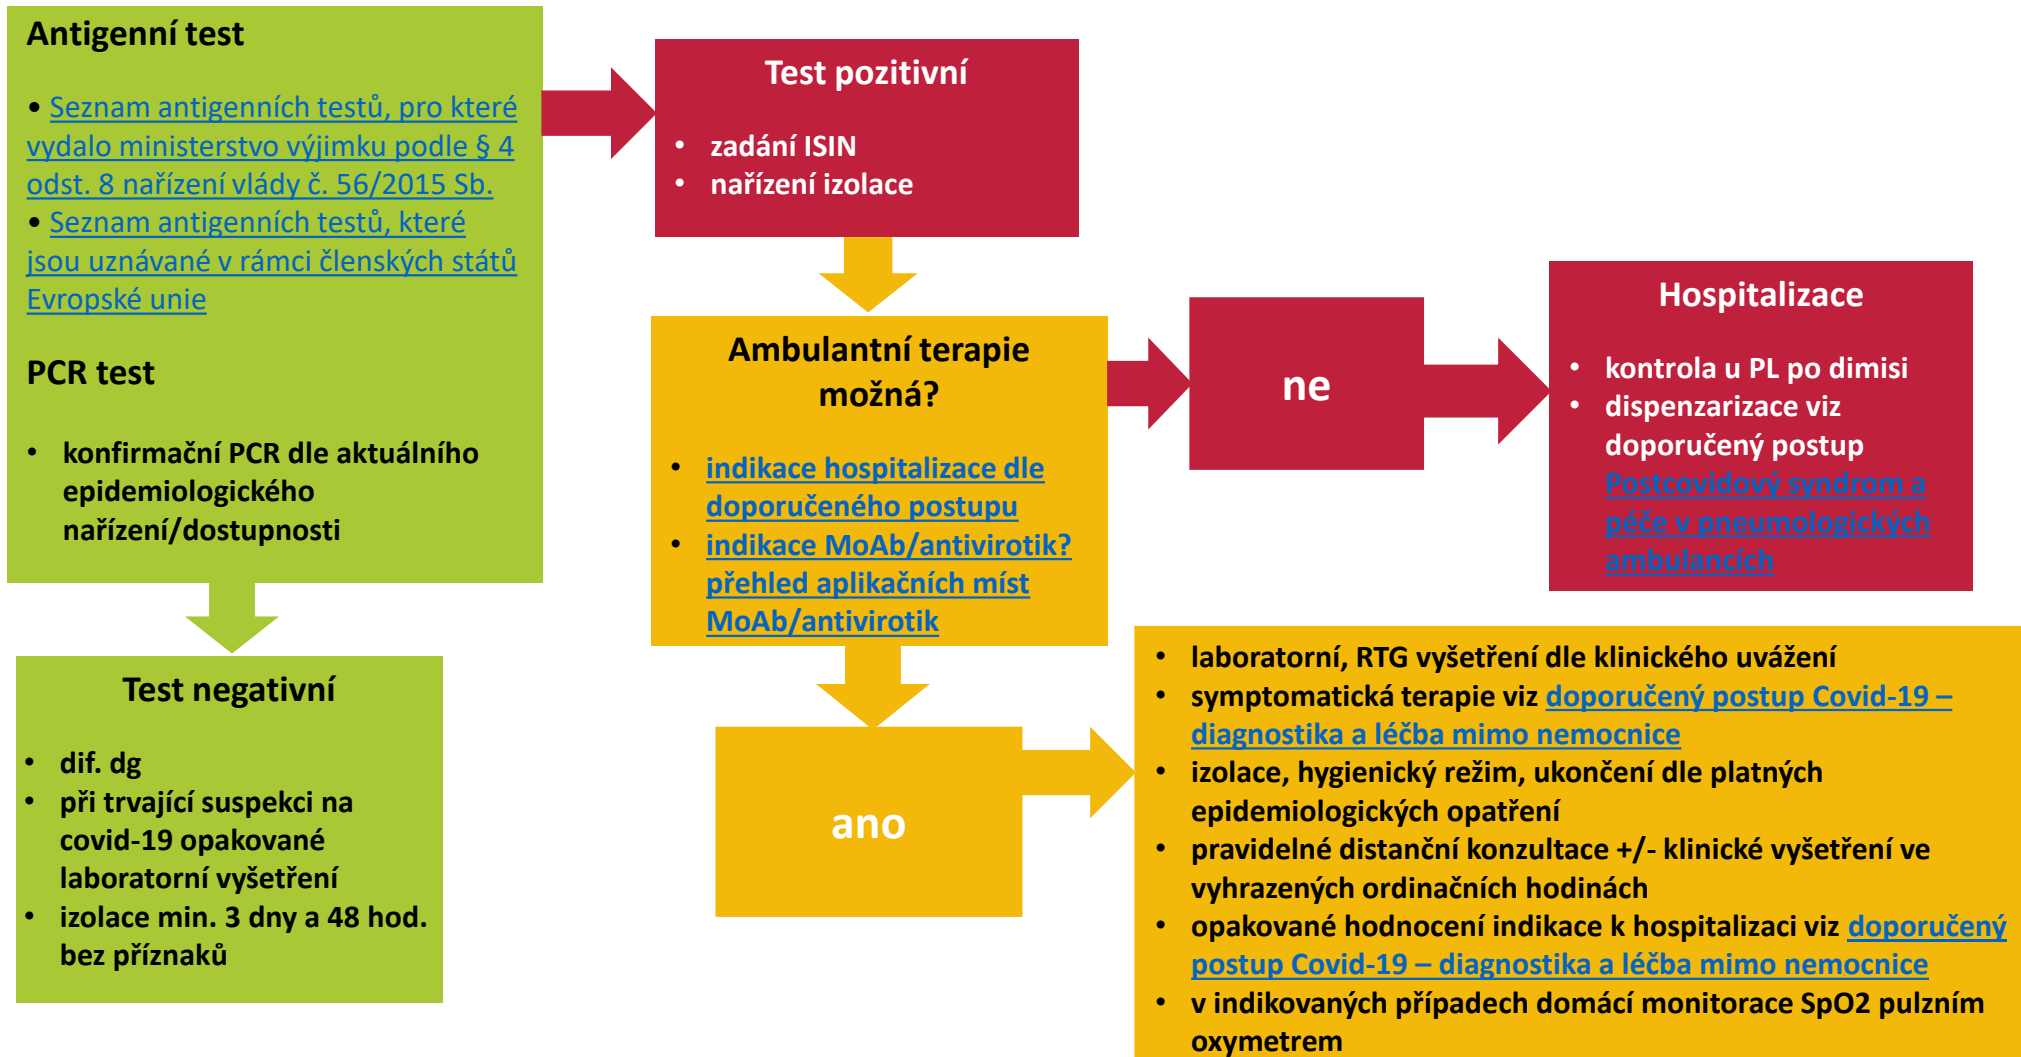 Antigenní test
• Seznam antigenních testů, pro které
vydalo ministerstvo výjimku podle § 4
odst. 8 nařízení vlády č. 56/2015 Sb.
• Seznam antigenních testů, které
jsou uznávané v rámci členských států
Evropské unie
PCR test
• konfirmační PCR dle aktuálního
epidemiologického
nařízení/dostupnosti
Test negativní
• dif. dg
• při trvající suspekci na
covid-19 opakované
laboratorní vyšetření
• izolace min. 3 dny a 48 hod.
bez příznaků
Test pozitivní
• zadání ISIN
• nařízení izolace
Ambulantní terapie
možná?
• indikace hospitalizace dle
doporučeného postupu
• indikace MoAb/antivirotik?
přehled aplikačních míst
MoAb/antivirotik
ne
Hospitalizace
• kontrola u PL po dimisi
• dispenzarizace viz
doporučený postup
Postcovidový syndrom a
péče v pneumologických
ambulancích
ano
• laboratorní, RTG vyšetření dle klinického uvážení
• symptomatická terapie viz doporučený postup Covid-19 –
diagnostika a léčba mimo nemocnice
• izolace, hygienický režim, ukončení dle platných
epidemiologických opatření
• pravidelné distanční konzultace +/- klinické vyšetření ve
vyhrazených ordinačních hodinách
• opakované hodnocení indikace k hospitalizaci viz doporučený
postup Covid-19 – diagnostika a léčba mimo nemocnice
• v indikovaných případech domácí monitorace SpO2 pulzním
oxymetrem